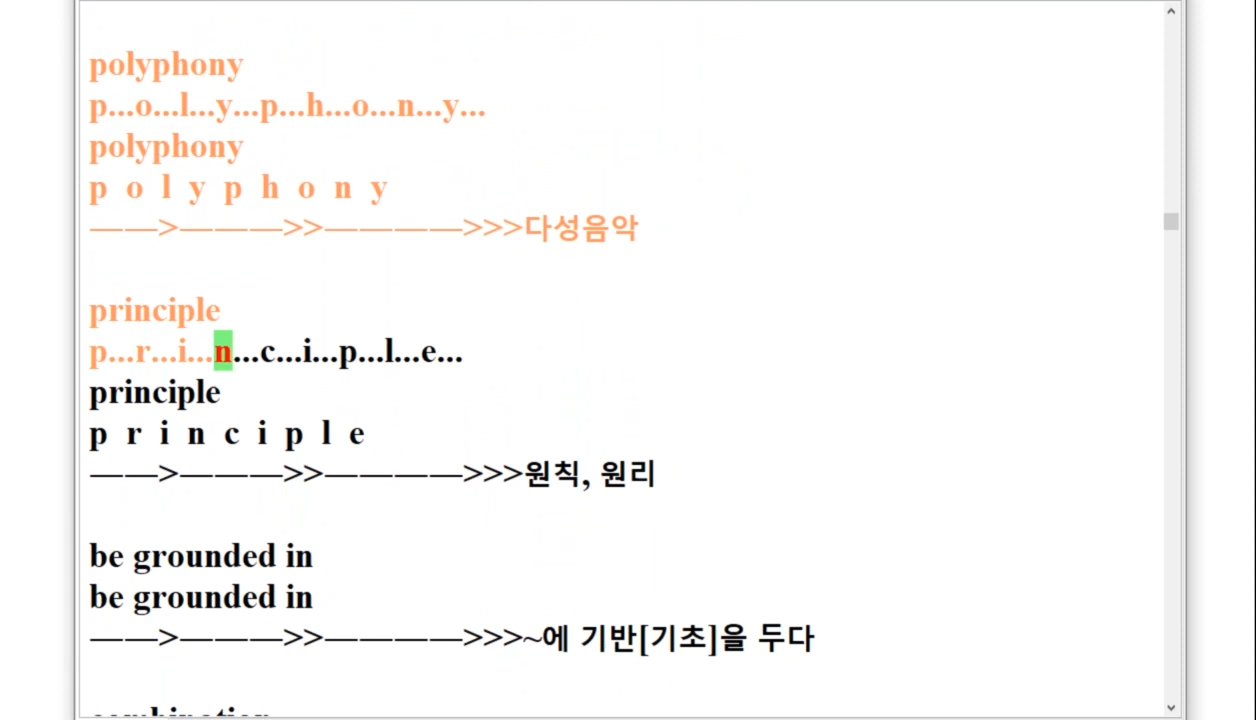 polyphony
p...o...l...y...p...h...o...n...y...
polyphony
p o l y p h o n y
——>———>>————>>>다성음악
principle
p...r...i...n...c...i...p...l...e...
principle
p r i n c i p l e
——>———>>————>>>원칙, 원리
be grounded in
be grounded in
——>———>>————>>>~에 기반[기초]을 두다